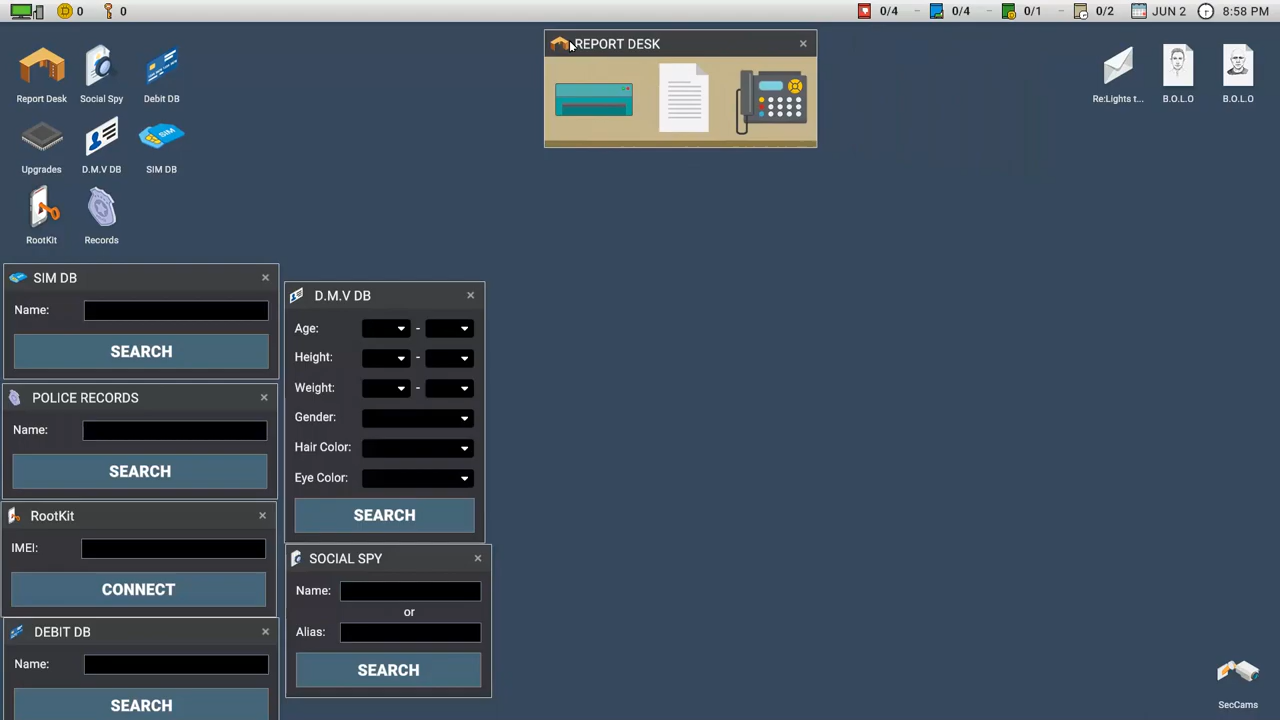 0
0
0/4
0/4
0/1
0/2
JUN 2
8:58 PM
REPORT DESK
×
Report Desk
Social Spy
Debit DB
Re:Lights t...
B.O.L.O
B.O.L.O
SIM
Upgrades
D.M.V DB
SIM DB
RootKit
Records
SIM DB
×
Name:
SEARCH
POLICE RECORDS
×
Name:
SEARCH
RootKit
×
IMEI:
CONNECT
DEBIT DB
×
Name:
SEARCH
D.M.V DB
×
Age:
-
Height:
-
Weight:
-
Gender:
Hair Color:
Eye Color:
SEARCH
SOCIAL SPY
×
Name:
or
Alias:
SEARCH
SecCams